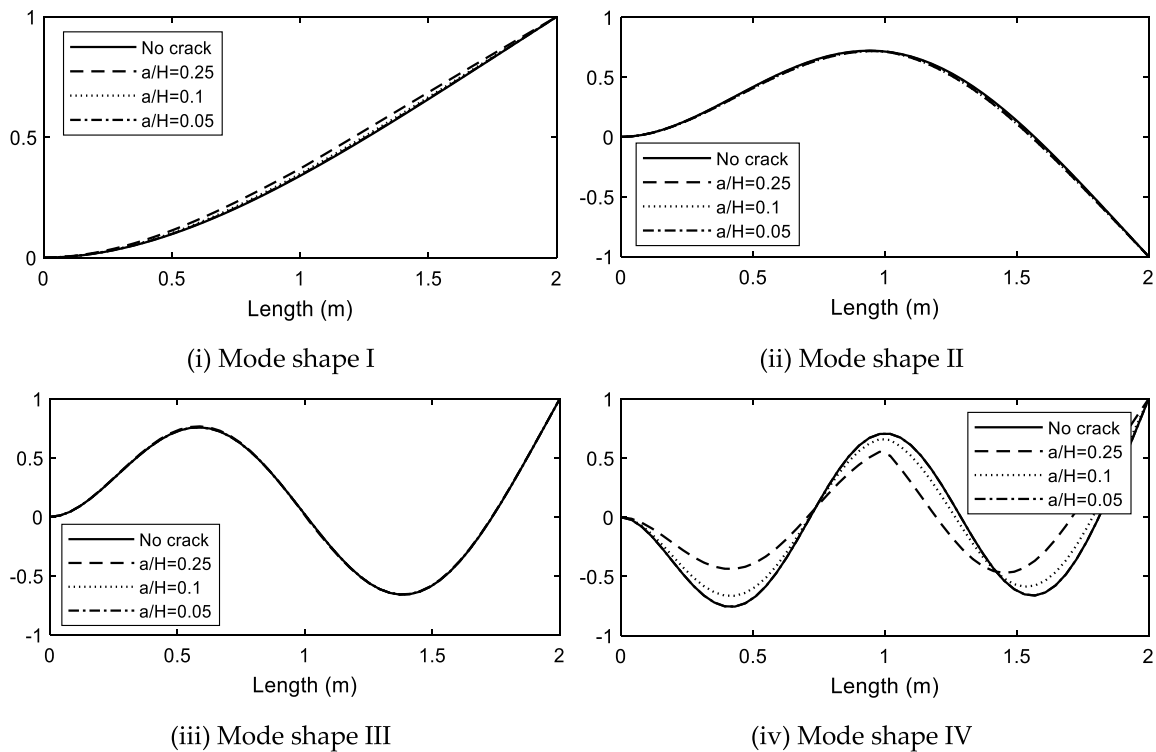 1
No crack
a/H=0.25
a/H=0.1
a/H=0.05
0.5
0
0 0.5 1 1.5 2
Length (m)
(i) Mode shape I
1
0.5
0
No crack
a/H=0.25
-0.5
a/H=0.1
a/H=0.05
-1
0 0.5 1 1.5 2
Length (m)
(ii) Mode shape II
1
0.5
0
No crack
a/H=0.25
-0.5
a/H=0.1
a/H=0.05
-1
0 0.5 1 1.5 2
Length (m)
(iii) Mode shape III
1
No crack
a/H=0.25
0.5
a/H=0.1
a/H=0.05
0
-0.5
-1
0 0.5 1 1.5 2
Length (m)
(iv) Mode shape IV